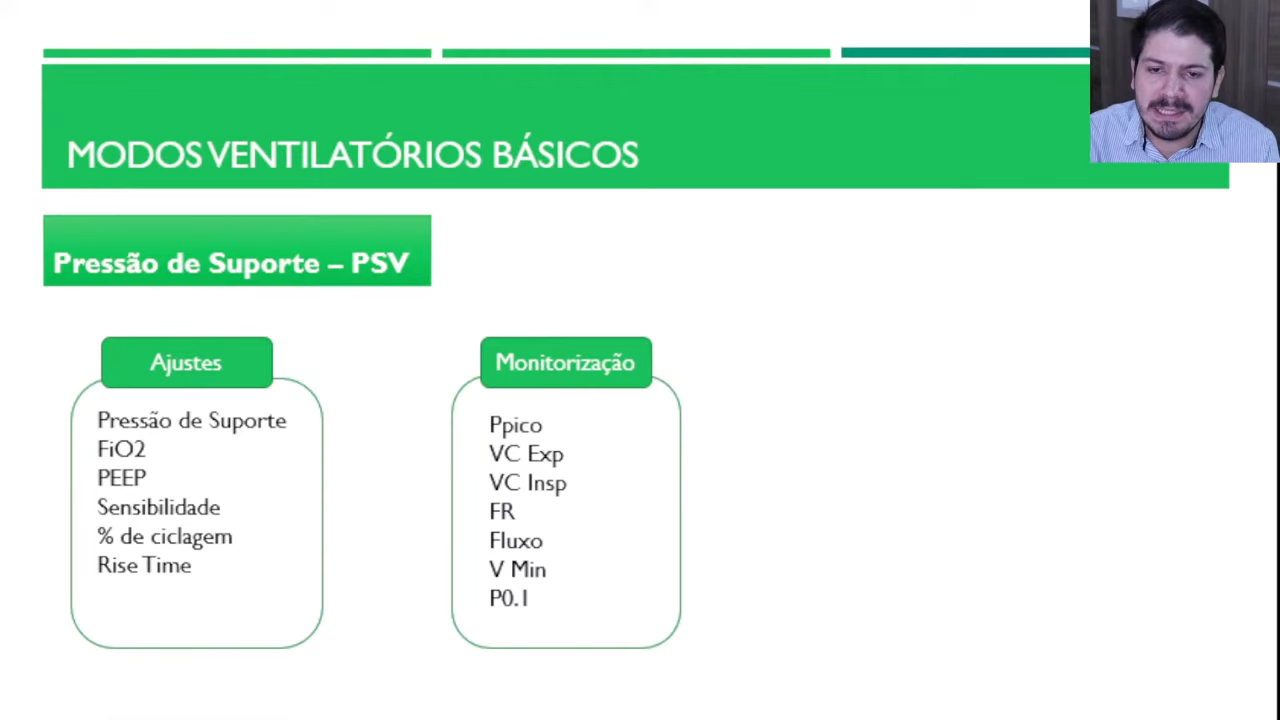 MODOS VENTILATÓRIOS BÁSICOS
Pressão de Suporte – PSV
Ajustes
Pressão de Suporte
FiO2
PEEP
Sensibilidade
% de ciclagem
Rise Time
Monitorização
Ppico
VC Exp
VC Insp
FR
Fluxo
V Min
P0.1